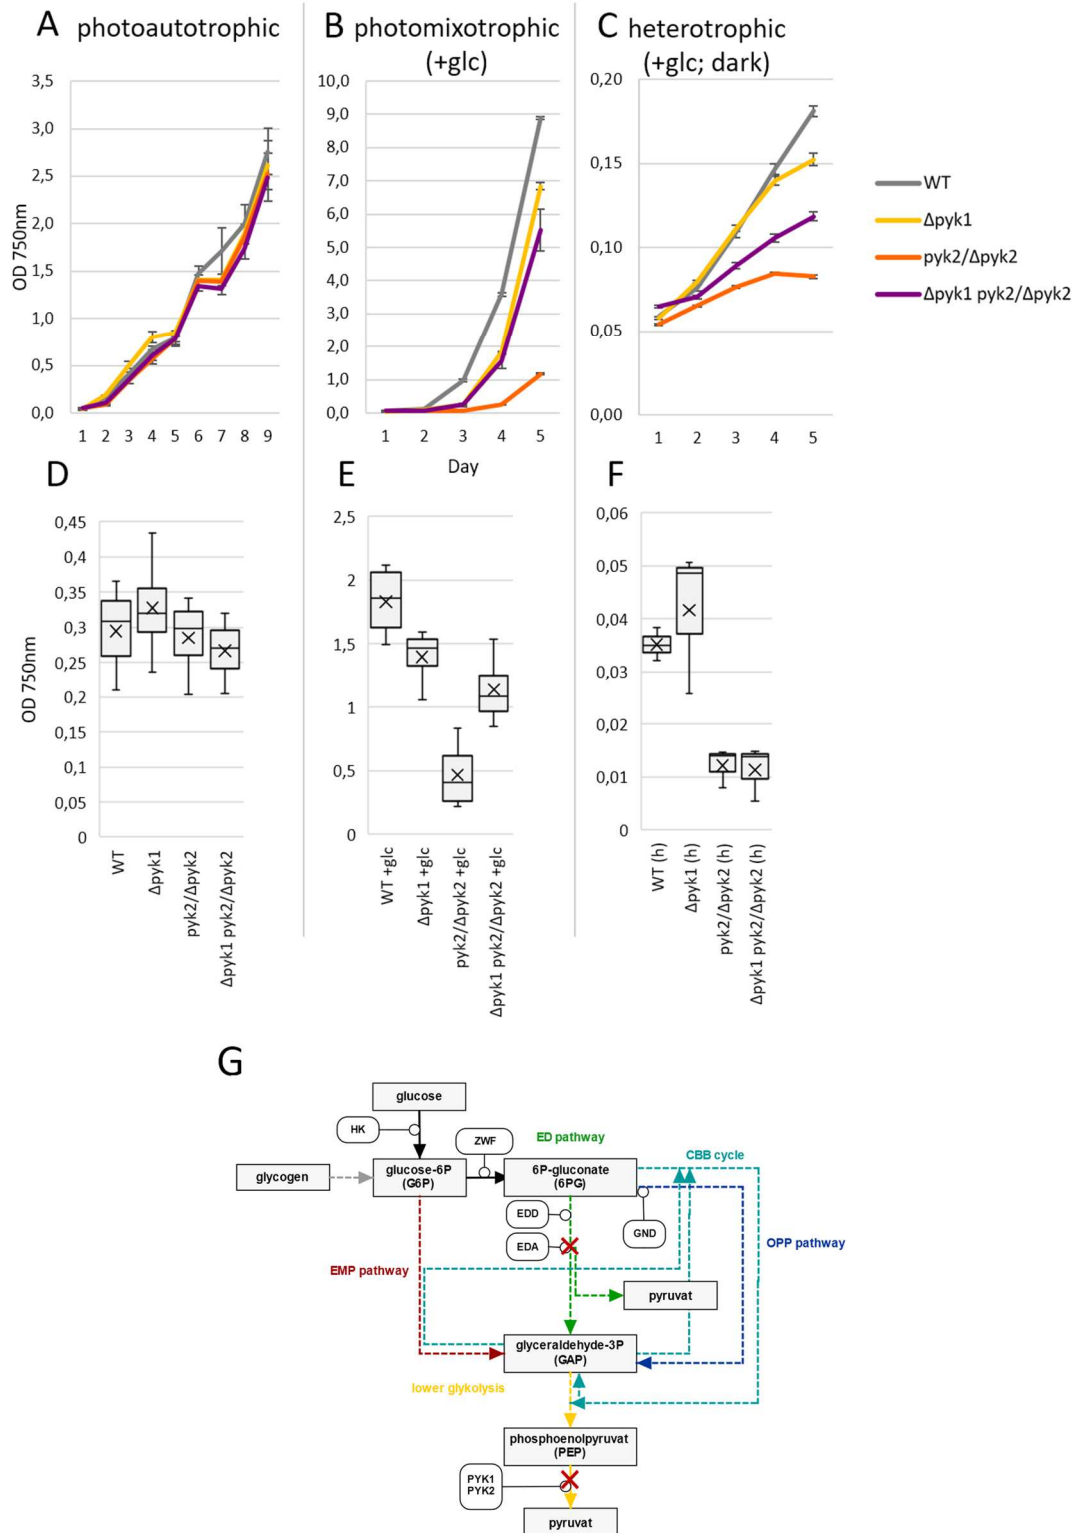 A photoautotrophic
B photomixotrophic
(+glc)
C heterotrophic
(+glc; dark)
OD 750nm
3,5
3,0
2,5
2,0
1,5
1,0
0,5
0,0
1 2 3 4 5 6 7 8 9
10,0
9,0
8,0
7,0
6,0
5,0
4,0
3,0
2,0
1,0
0,0
1 2 3 4 5
Day
0,20
0,15
0,10
0,05
0,00
1 2 3 4 5
WT
Δpyk1
pyk2/Δpyk2
Δpyk1 pyk2/Δpyk2
D
OD 750nm
0,45
0,4
0,35
0,3
0,25
0,2
0,15
0,1
0,05
0
WT
Δpyk1
pyk2/Δpyk2
Δpyk1 pyk2/Δpyk2
E
2,5
2
1,5
1
0,5
0
WT +glc
Δpyk1 +glc
pyk2/Δpyk2 +glc
Δpyk1 pyk2/Δpyk2 +glc
F
0,06
0,05
0,04
0,03
0,02
0,01
0
WT (h)
Δpyk1 (h)
pyk2/Δpyk2 (h)
Δpyk1 pyk2/Δpyk2 (h)
G
glucose
HK
ZWF
ED pathway
CBB cycle
glycogen
glucose-6P
(G6P)
6P-gluconate
(6PG)
EDD
GND
EDA
OPP pathway
EMP pathway
pyruvat
glyceraldehyde-3P
(GAP)
lower glykolysis
phosphoenolpyruvat
(PEP)
PYK1
PYK2
pyruvat